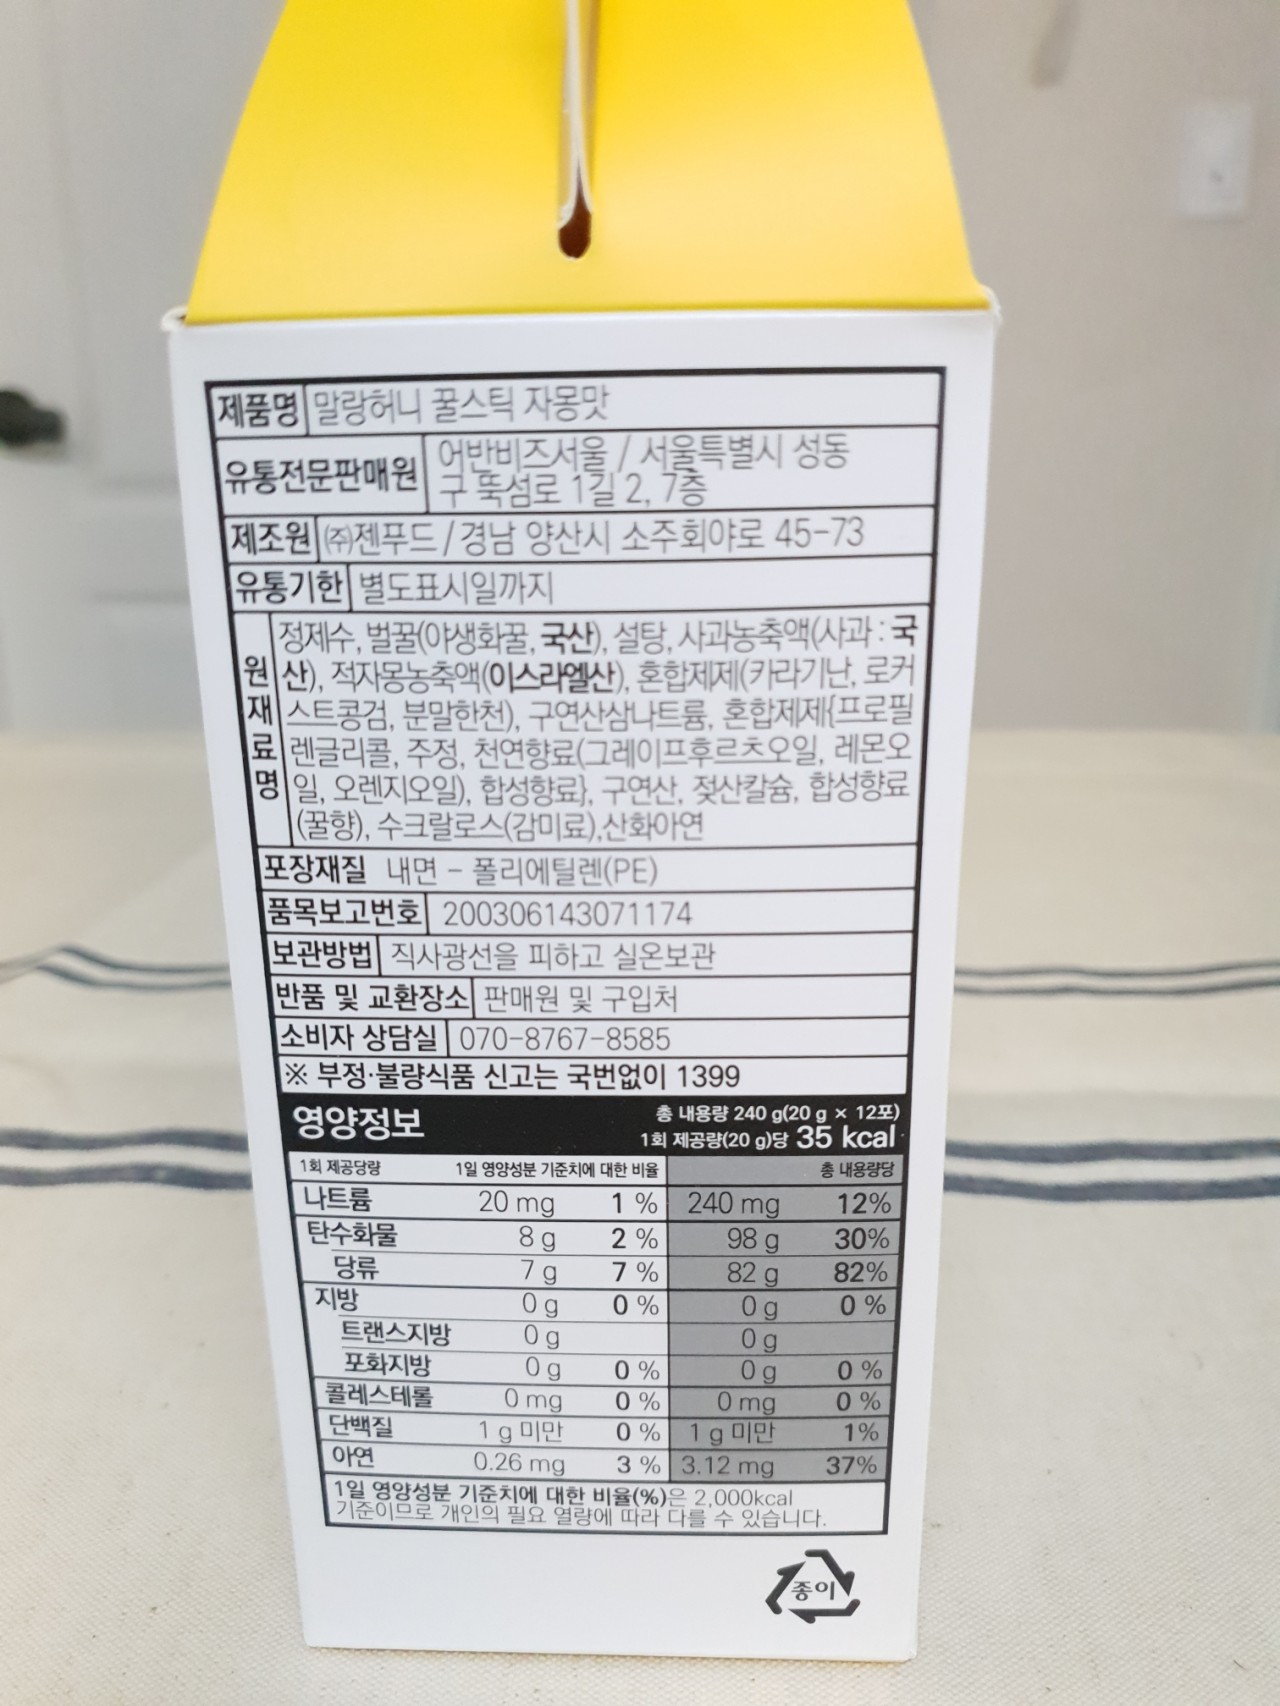 제품명 말랑허니 꿀스틱 자몽맛
유통전문판매원 어반비즈서울 / 서울특별시 성동
구 뚝섬로 1길 2, 7층
제조원 ㈜젠푸드 / 경남 양산시 소주회야로 45-73
유통기한 별도표시일까지
원재료명 정제수, 벌꿀(야생화꿀, 국산), 설탕, 사과농축액(사과 : 국
산), 적자몽농축액(이스라엘산), 혼합제제(카라기난, 로커
스트콩검, 분말한천), 구연산삼나트륨, 혼합제제{프로필
렌글리콜, 주정, 천연향료(그레이프후르츠오일, 레몬오
일, 오렌지오일), 합성향료}, 구연산, 젖산칼슘, 합성향료
(꿀향), 수크랄로스(감미료),산화아연
포장재질 내면 - 폴리에틸렌(PE)
품목보고번호 200306143071174
보관방법 직사광선을 피하고 실온보관
반품 및 교환장소 판매원 및 구입처
소비자 상담실 070-8767-8585
※ 부정·불량식품 신고는 국번없이 1399
영양정보 총 내용량 240 g(20 g × 12포)
1회 제공량(20 g)당 35 kcal
1회 제공당량 1일 영양성분 기준치에 대한 비율 총 내용량당
나트륨 20 mg 1 % 240 mg 12%
탄수화물 8 g 2 % 98 g 30%
당류 7 g 7 % 82 g 82%
지방 0 g 0 % 0 g 0 %
트랜스지방 0 g 0 g
포화지방 0 g 0 % 0 g 0 %
콜레스테롤 0 mg 0 % 0 mg 0 %
단백질 1 g 미만 0 % 1 g 미만 1%
아연 0.26 mg 3 % 3.12 mg 37%
1일 영양성분 기준치에 대한 비율(%)은 2,000kcal
기준이므로 개인의 필요 열량에 따라 다를 수 있습니다.
종이